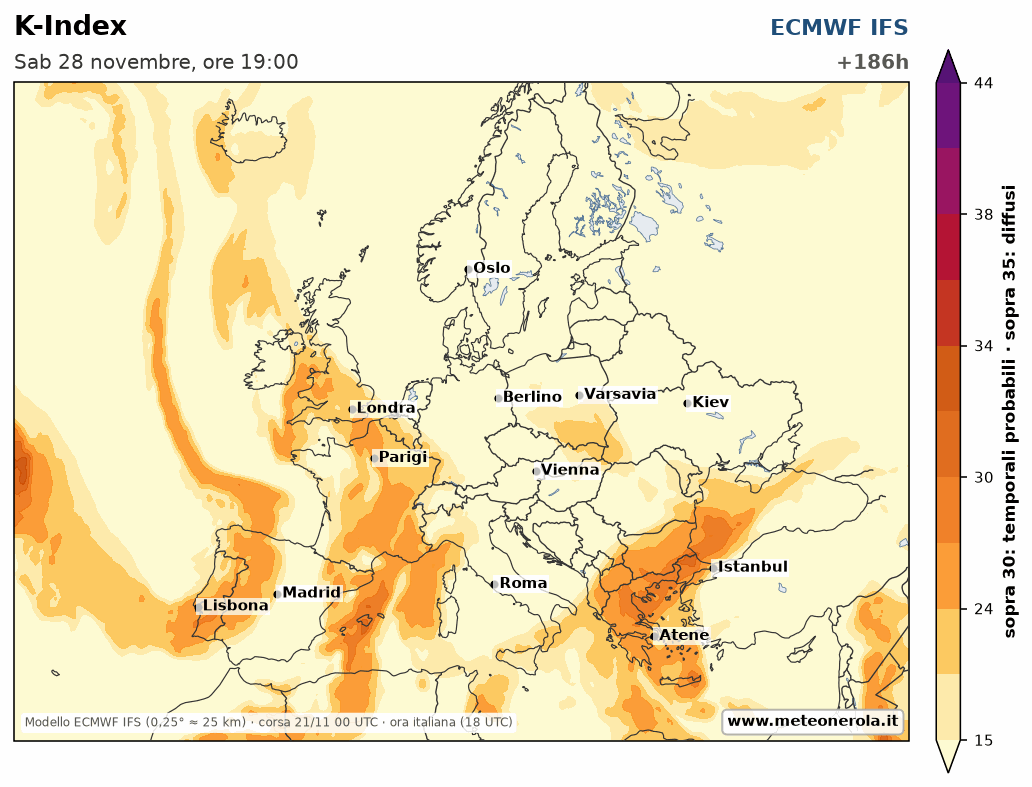 K-Index
ECMWF IFS
Sab 28 novembre, ore 19:00
+186h
44
38
34
30
24
15
sopra 30: temporali probabili · sopra 35: diffusi
Oslo
Berlino
Varsavia
Kiev
Londra
Parigi
Vienna
Istanbul
Roma
Madrid
Lisbona
Atene
Modello ECMWF IFS (0,25° ≈ 25 km) · corsa 21/11 00 UTC · ora italiana (18 UTC)
www.meteonerola.it